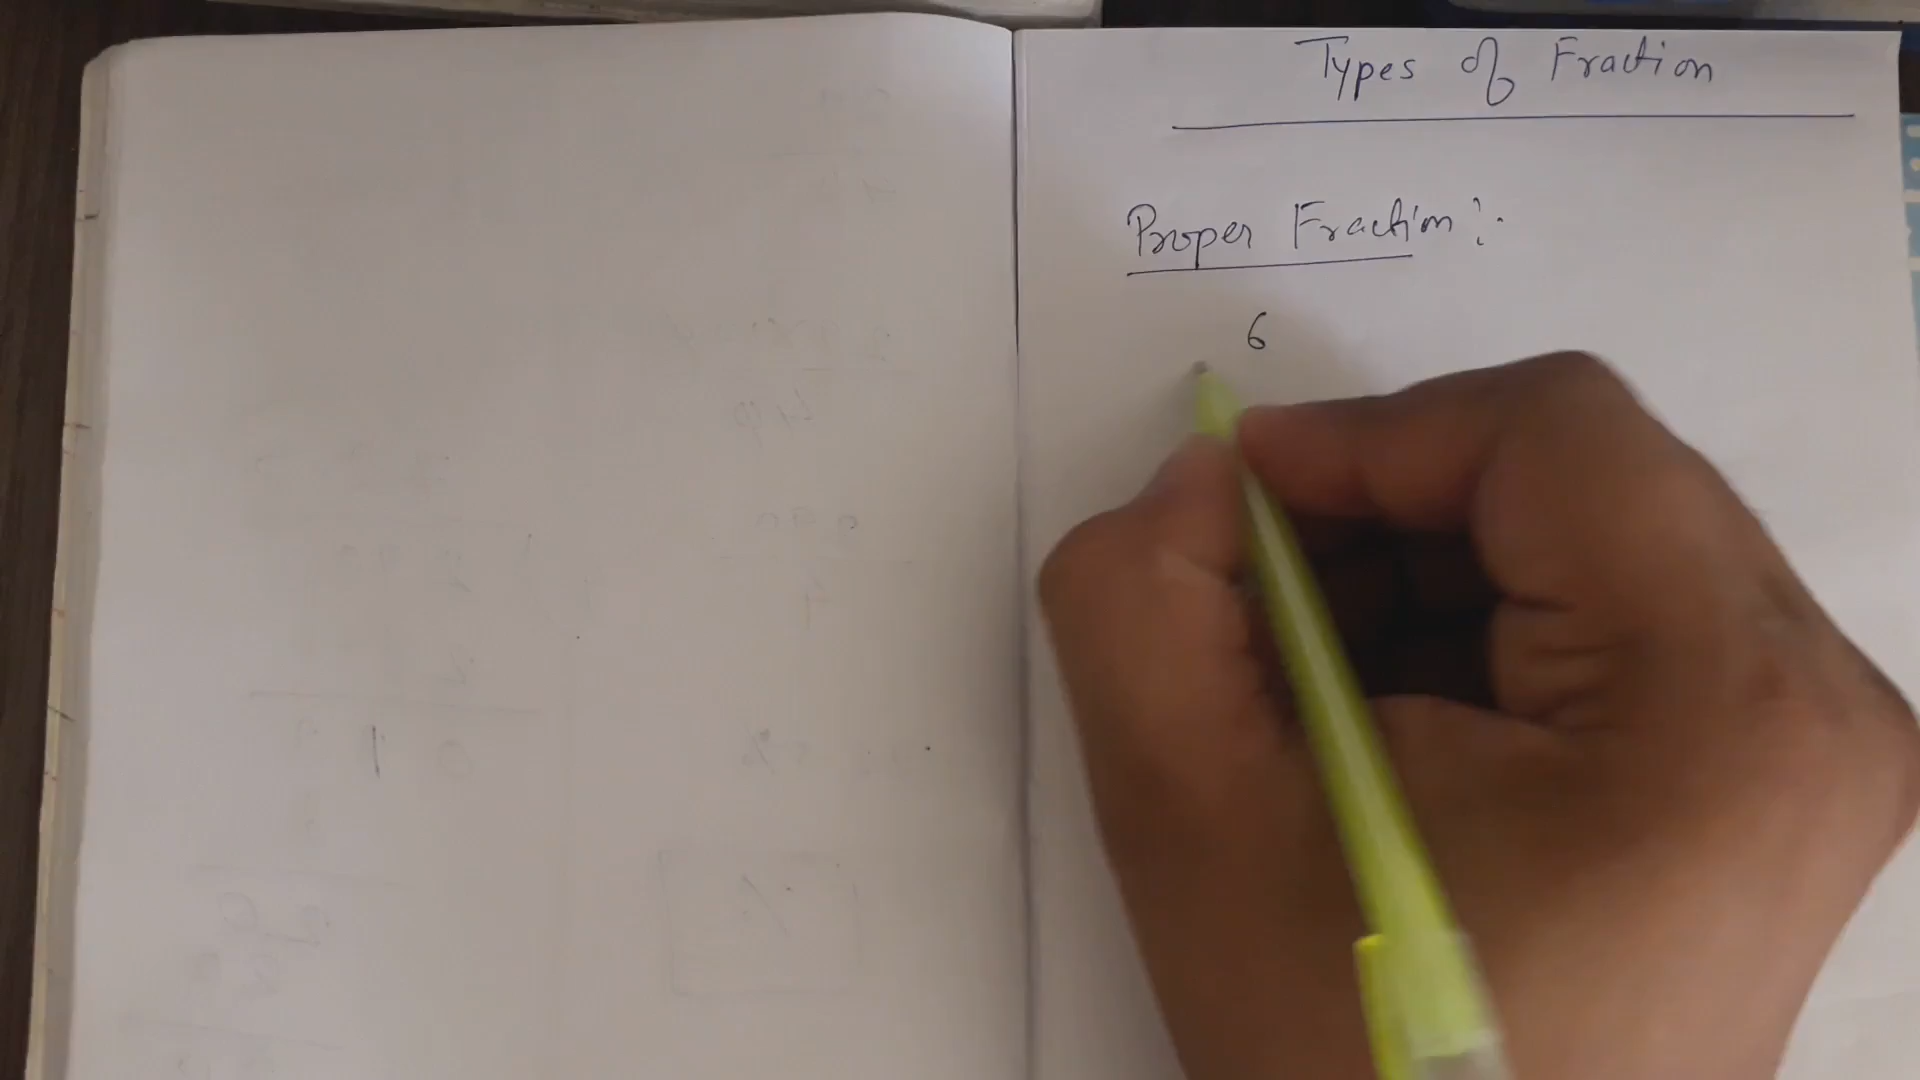 Types of Fraction
Proper Fraction :-
6